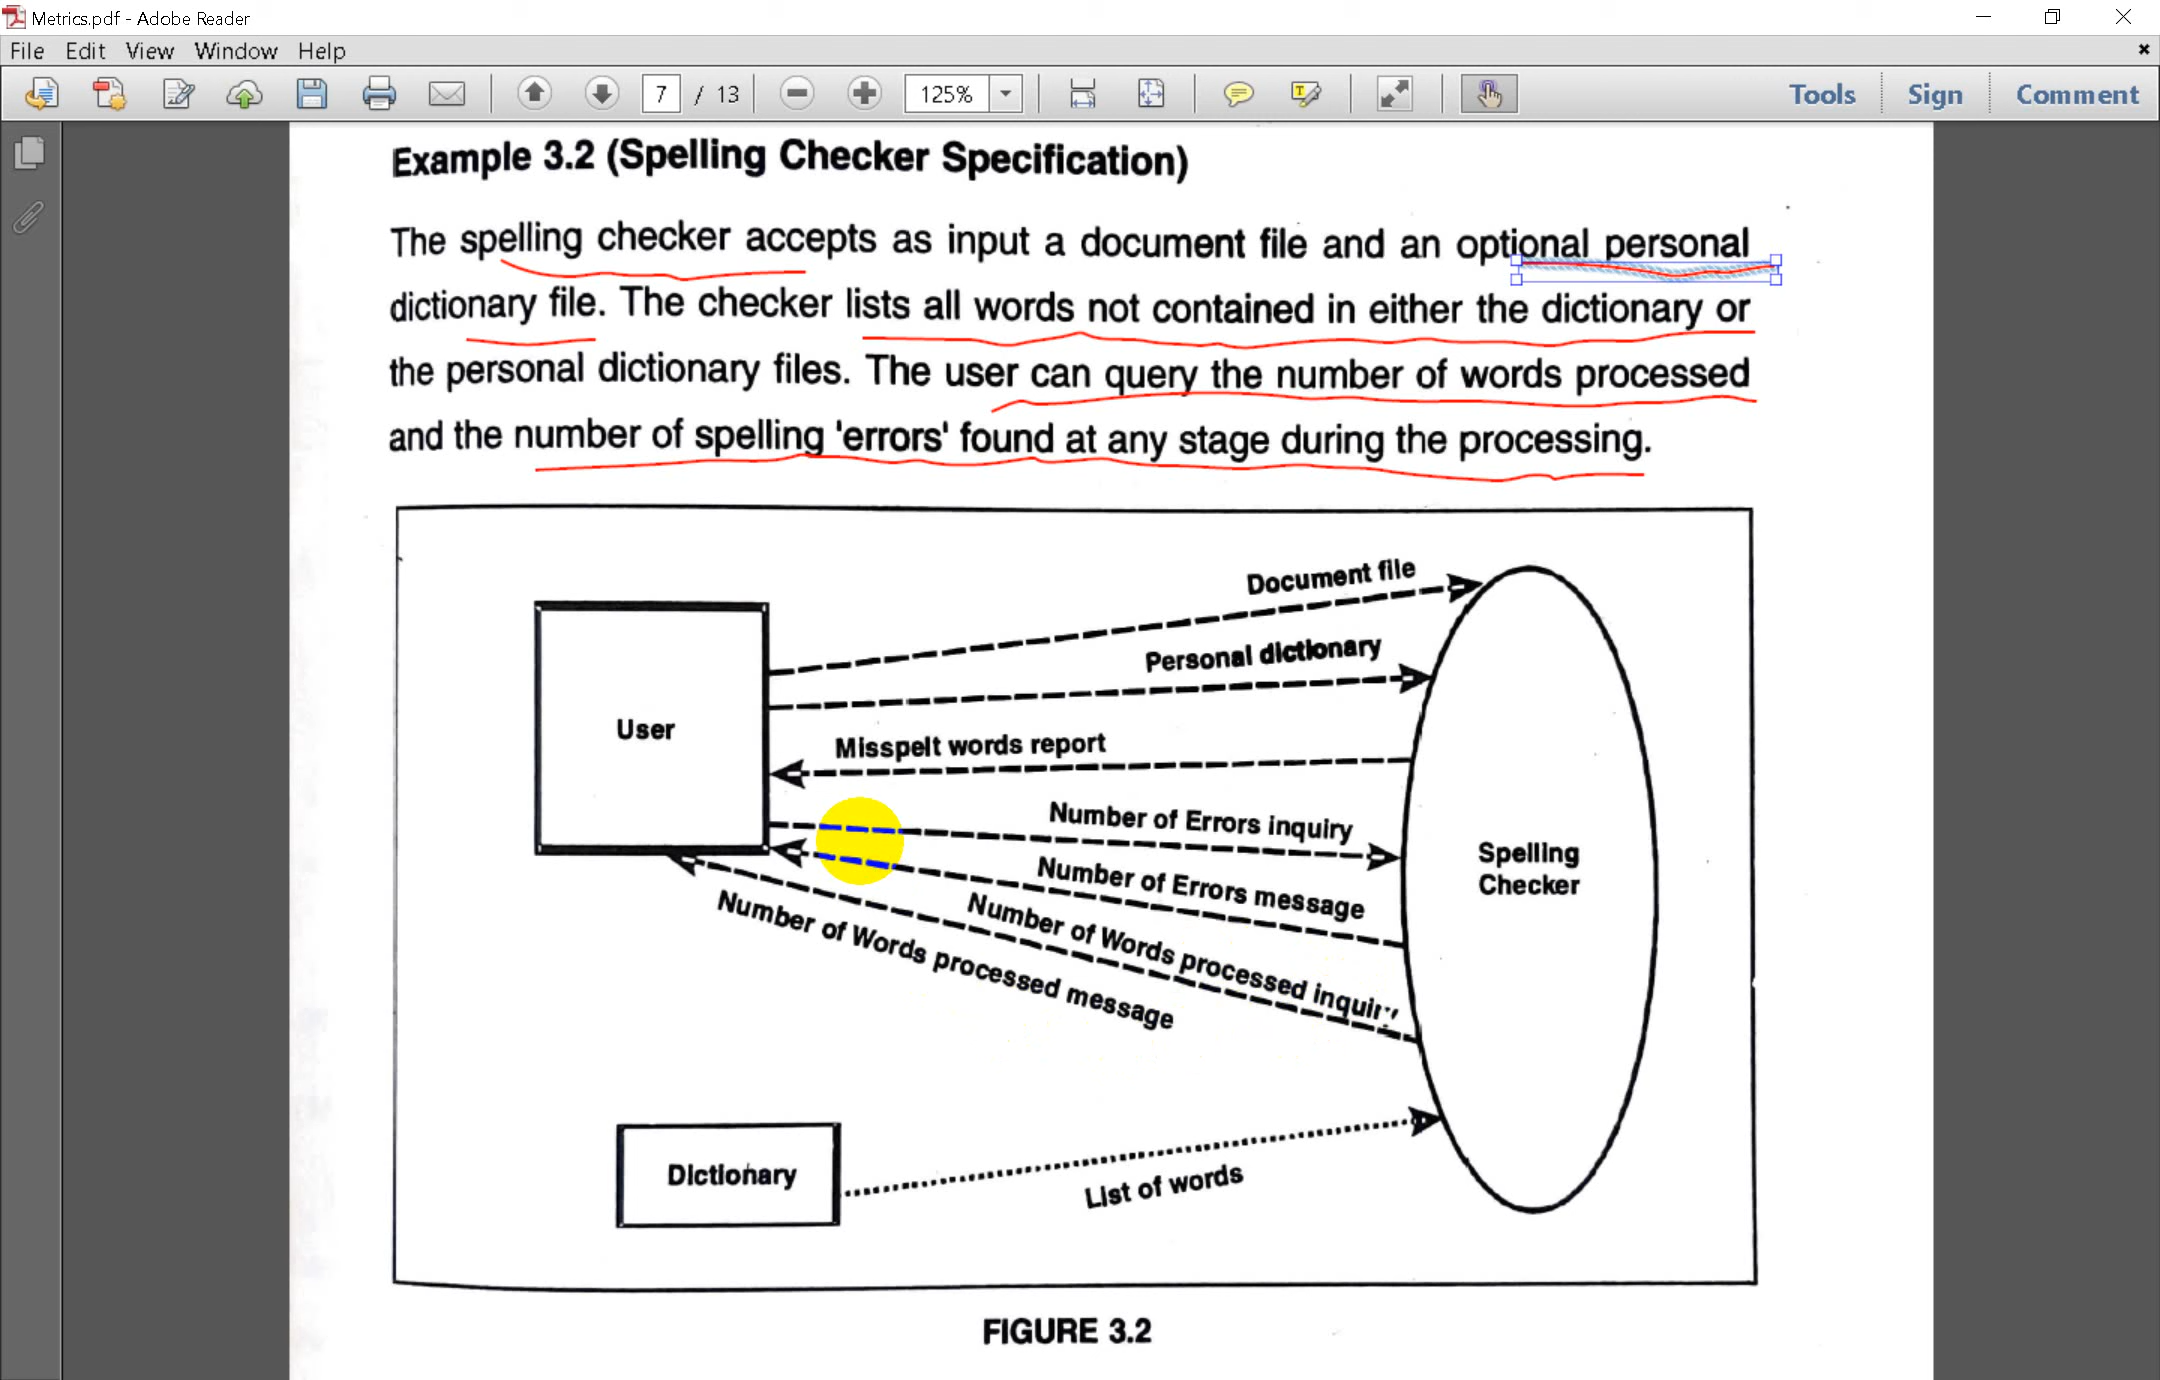 Metrics.pdf - Adobe Reader
File Edit View Window Help
7 / 13 125% Tools Sign Comment
Example 3.2 (Spelling Checker Specification)
The spelling checker accepts as input a document file and an optional personal
dictionary file. The checker lists all words not contained in either the dictionary or
the personal dictionary files. The user can query the number of words processed
and the number of spelling 'errors' found at any stage during the processing.
Document file
Personal dictionary
User
Misspelt words report
Number of Errors inquiry
Spelling
Checker
Number of Errors message
Number of Words processed inquiry
Number of Words processed message
Dictionary
List of words
FIGURE 3.2